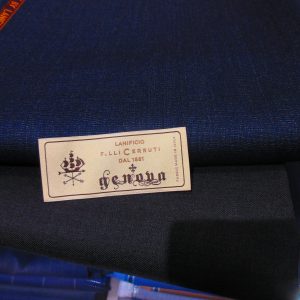 LANIFICIO
F.LLI CERRUTI
DAL 1881
genova